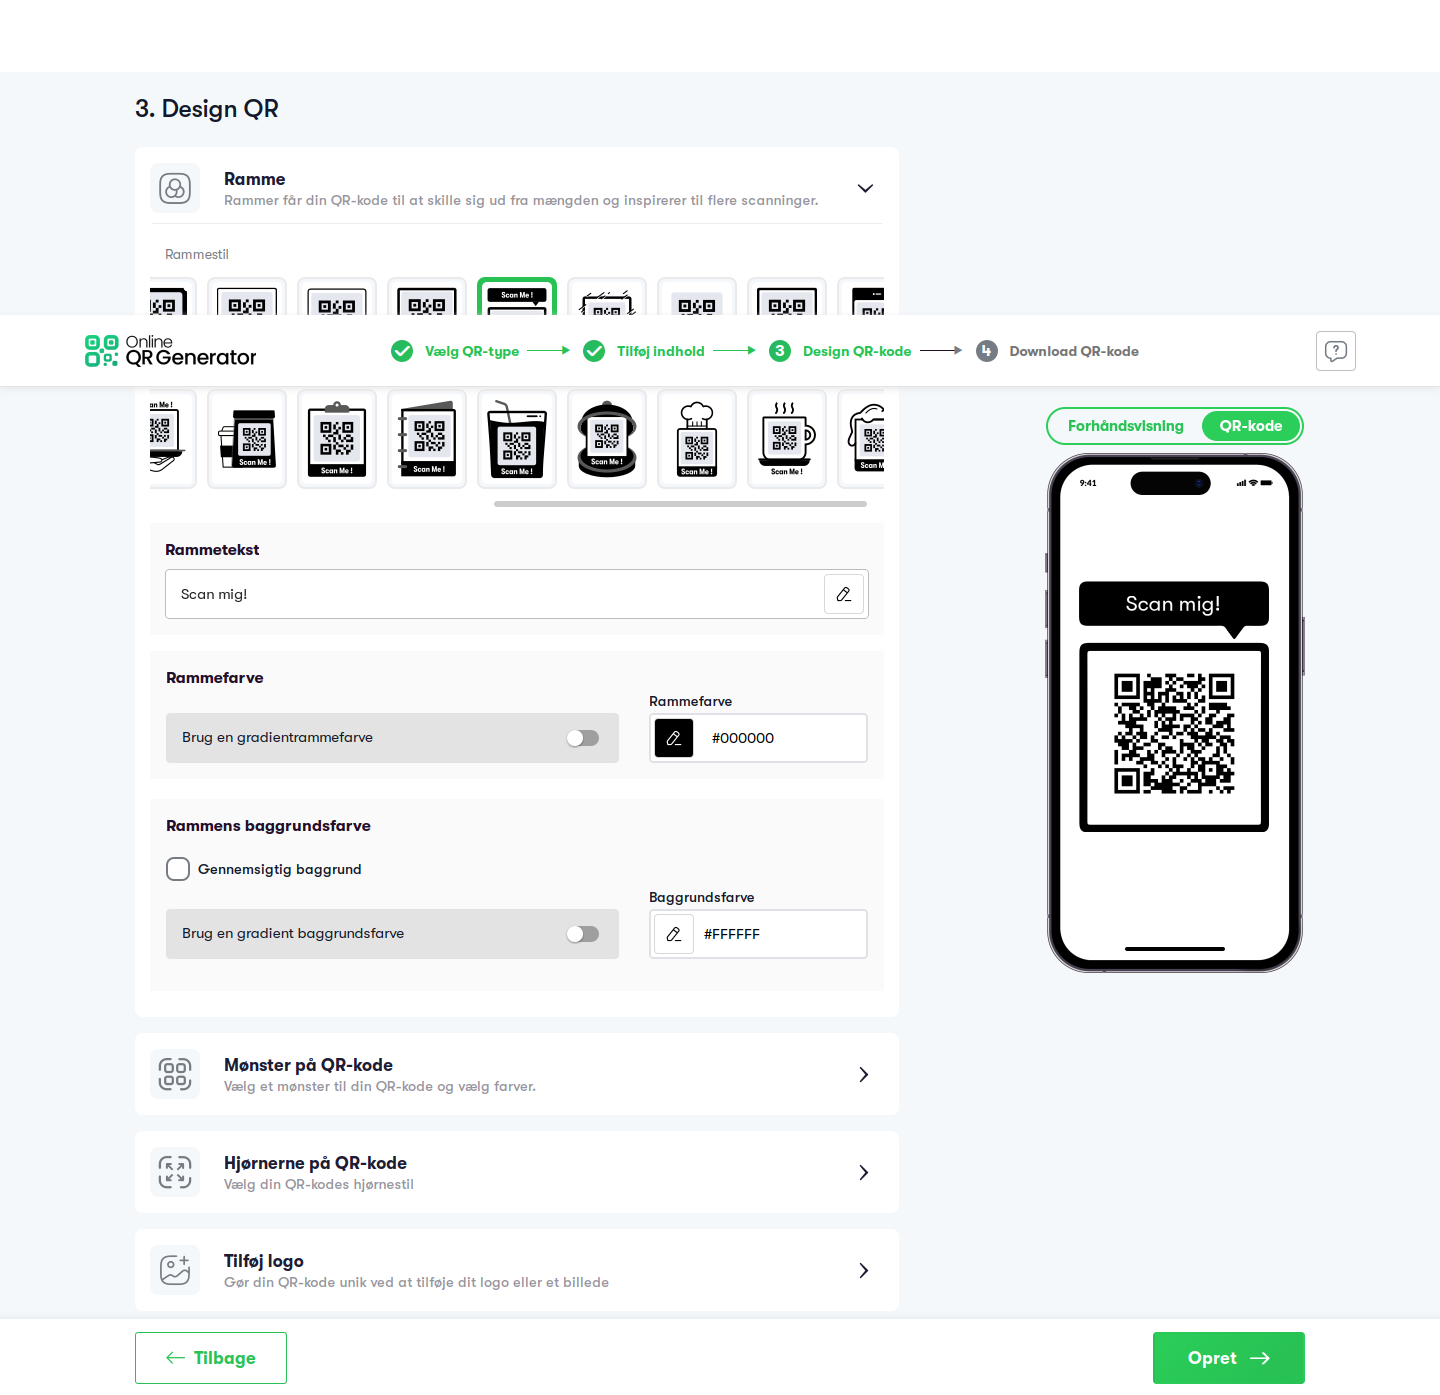 3. Design QR
Ramme
Rammer får din QR-kode til at skille sig ud fra mængden og inspirerer til flere scanninger.
Rammestil
Scan Me !
Online
QR Generator
Vælg QR-type
Tilføj indhold
3 Design QR-kode
4 Download QR-kode
an Me !
Scan Me !
Scan Me !
Scan Me !
Scan Me !
Scan Me !
Scan Me !
Scan Me !
Scan M
Forhåndsvisning
QR-kode
9:41
Scan mig!
Rammetekst
Scan mig!
Rammefarve
Rammefarve
Brug en gradientrammefarve
#000000
Rammens baggrundsfarve
Gennemsigtig baggrund
Baggrundsfarve
Brug en gradient baggrundsfarve
#FFFFFF
Mønster på QR-kode
Vælg et mønster til din QR-kode og vælg farver.
Hjørnerne på QR-kode
Vælg din QR-kodes hjørnestil
Tilføj logo
Gør din QR-kode unik ved at tilføje dit logo eller et billede
Tilbage
Opret